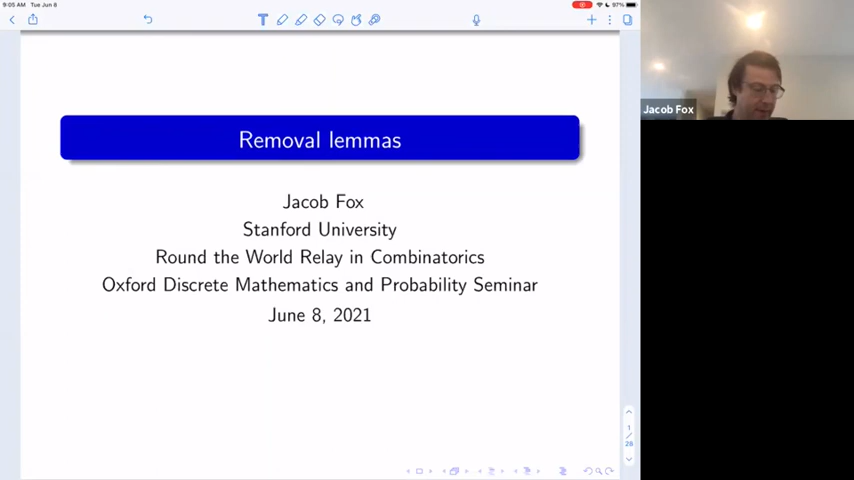 9:05 AM Tue Jun 8
97%
Removal lemmas
Jacob Fox
Stanford University
Round the World Relay in Combinatorics
Oxford Discrete Mathematics and Probability Seminar
June 8, 2021
1
/
28
Jacob Fox